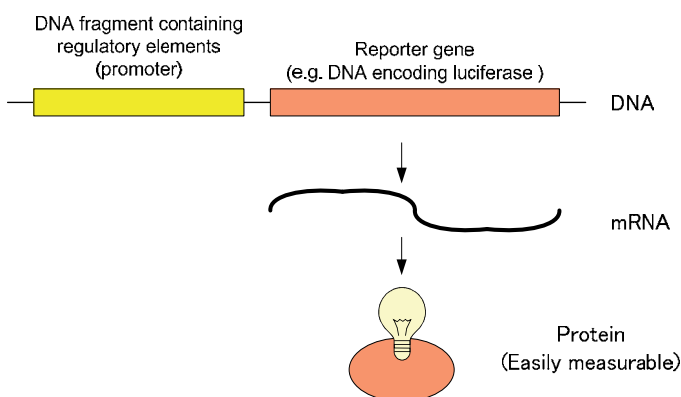 DNA fragment containing
regulatory elements
(promoter)
Reporter gene
(e.g. DNA encoding luciferase )
DNA
mRNA
Protein
(Easily measurable)